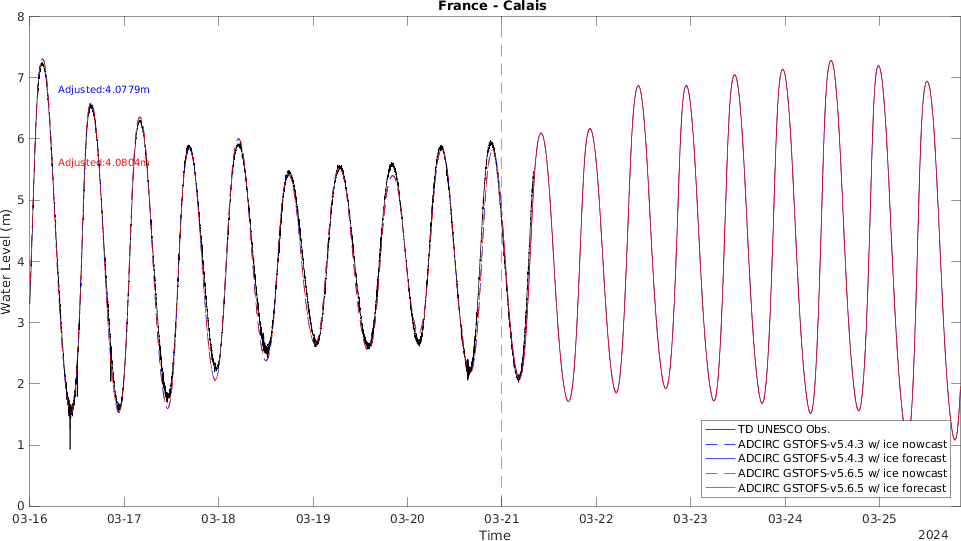 France - Calais
8
7
6
5
4
3
2
1
0
Water Level (m)
Adjusted:4.0779m
Adjusted:4.0804m
TD UNESCO Obs.
ADCIRC GSTOFS-v5.4.3 w/ ice nowcast
ADCIRC GSTOFS-v5.4.3 w/ ice forecast
ADCIRC GSTOFS-v5.6.5 w/ ice nowcast
ADCIRC GSTOFS-v5.6.5 w/ ice forecast
03-16 03-17 03-18 03-19 03-20 03-21 03-22 03-23 03-24 03-25
Time
2024